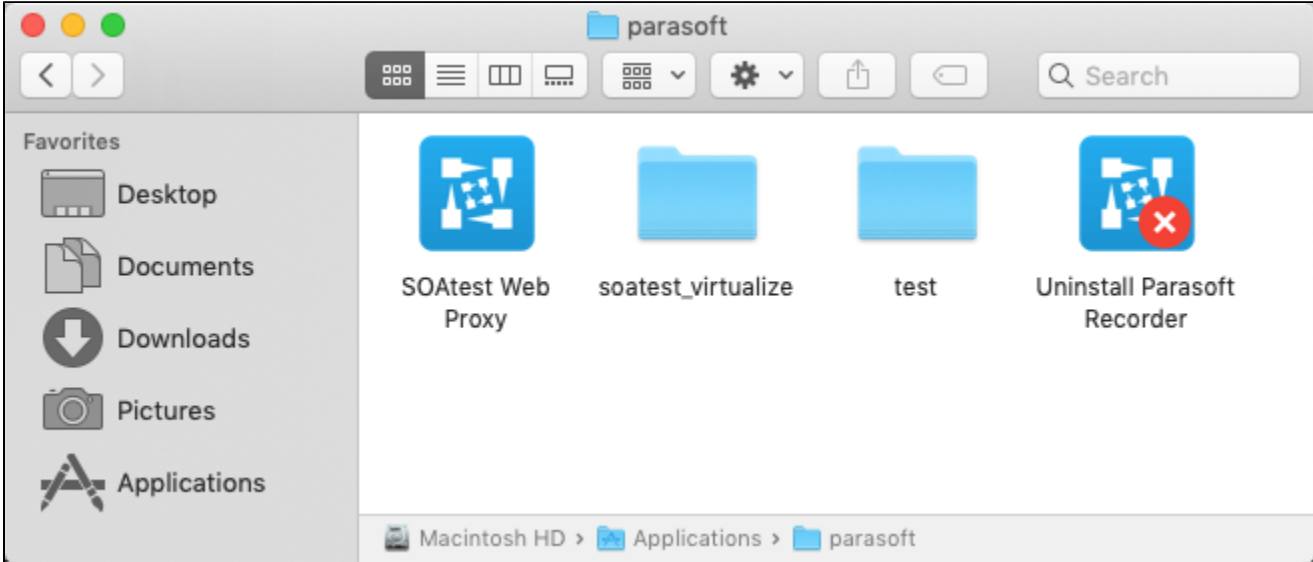 parasoft
Search
Favorites
Desktop
Documents
Downloads
Pictures
Applications
SOAtest Web
Proxy
soatest_virtualize
test
Uninstall Parasoft
Recorder
Macintosh HD › Applications › parasoft